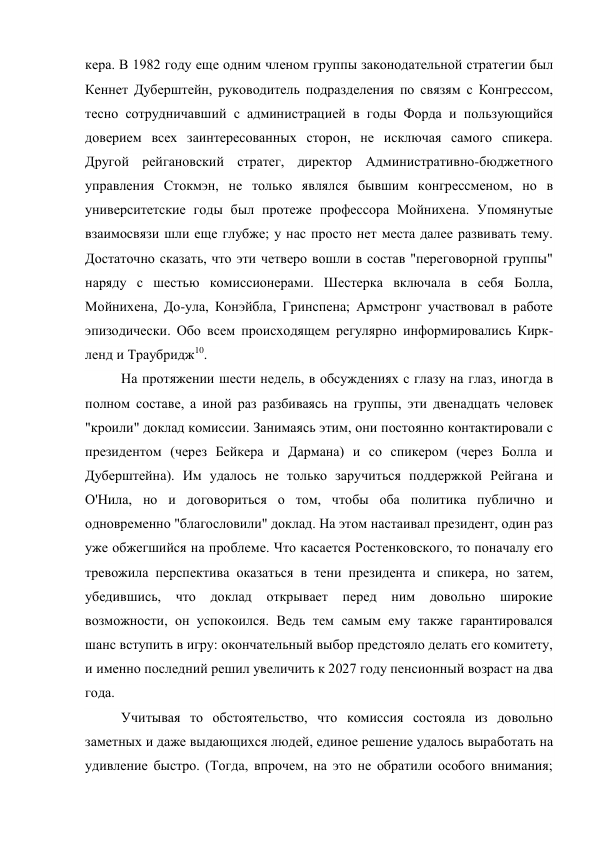 кера. В 1982 году еще одним членом группы законодательной стратегии был
Кеннет Дуберштейн, руководитель подразделения по связям с Конгрессом,
тесно сотрудничавший с администрацией в годы Форда и пользующийся
доверием всех заинтересованных сторон, не исключая самого спикера.
Другой рейгановский стратег, директор Административно-бюджетного
управления Стокмэн, не только являлся бывшим конгрессменом, но в
университетские годы был протеже профессора Мойнихена. Упомянутые
взаимосвязи шли еще глубже; у нас просто нет места далее развивать тему.
Достаточно сказать, что эти четверо вошли в состав "переговорной группы"
наряду с шестью комиссионерами. Шестерка включала в себя Болла,
Мойнихена, До-ула, Конэйбла, Гринспена; Армстронг участвовал в работе
эпизодически. Обо всем происходящем регулярно информировались Кирк-
ленд и Траубридж10.
На протяжении шести недель, в обсуждениях с глазу на глаз, иногда в
полном составе, а иной раз разбиваясь на группы, эти двенадцать человек
"кроили" доклад комиссии. Занимаясь этим, они постоянно контактировали с
президентом (через Бейкера и Дармана) и со спикером (через Болла и
Дуберштейна). Им удалось не только заручиться поддержкой Рейгана и
О'Нила, но и договориться о том, чтобы оба политика публично и
одновременно "благословили" доклад. На этом настаивал президент, один раз
уже обжегшийся на проблеме. Что касается Ростенковского, то поначалу его
тревожила перспектива оказаться в тени президента и спикера, но затем,
убедившись, что доклад открывает перед ним довольно широкие
возможности, он успокоился. Ведь тем самым ему также гарантировался
шанс вступить в игру: окончательный выбор предстояло делать его комитету,
и именно последний решил увеличить к 2027 году пенсионный возраст на два
года.
Учитывая то обстоятельство, что комиссия состояла из довольно
заметных и даже выдающихся людей, единое решение удалось выработать на
удивление быстро. (Тогда, впрочем, на это не обратили особого внимания;